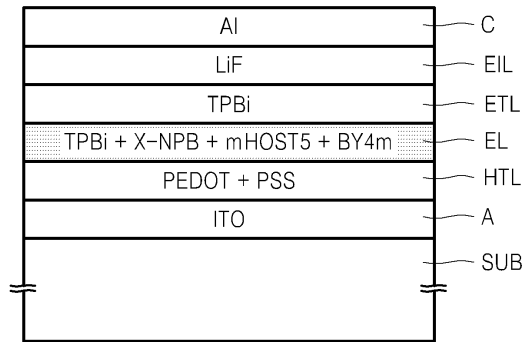 Al C
LiF EIL
TPBi ETL
TPBi + X-NPB + mHOST5 + BY4m EL
PEDOT + PSS HTL
ITO A
SUB